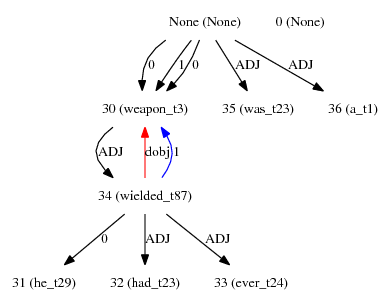 None (None) 0 (None)
0 1 0 ADJ ADJ
30 (weapon_t3) 35 (was_t23) 36 (a_t1)
ADJ dobj 1
34 (wielded_t87)
0 ADJ ADJ
31 (he_t29) 32 (had_t23) 33 (ever_t24)